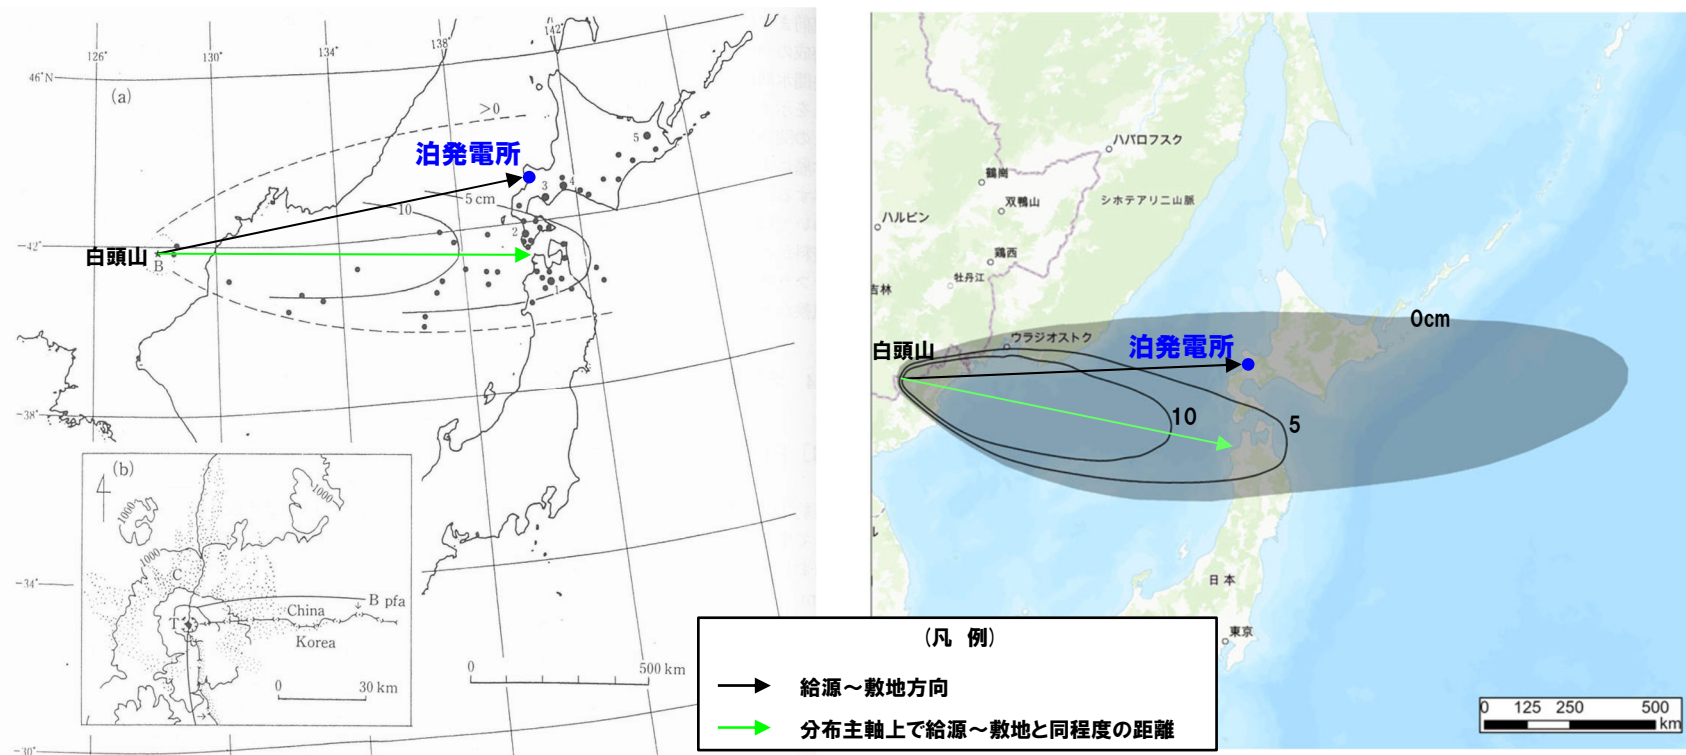 126°
130°
134°
138°
142°
46°N
(a)
>0
泊発電所
5
3
4
5 cm
10
2
42°
白頭山
B
1
38°
34°
30°
(b)
1000
1000
1000
C
T
B pfa
China
Korea
0 30 km
0 500 km
ハバロフスク
鶴崗
双鴨山
シホテアリニ山脈
ハルビン
鶏西
牡丹江
吉林
ウラジオストク
0cm
白頭山
泊発電所
10
5
日本
東京
(凡 例)
給源～敷地方向
分布主軸上で給源～敷地と同程度の距離
0 125 250 500
km